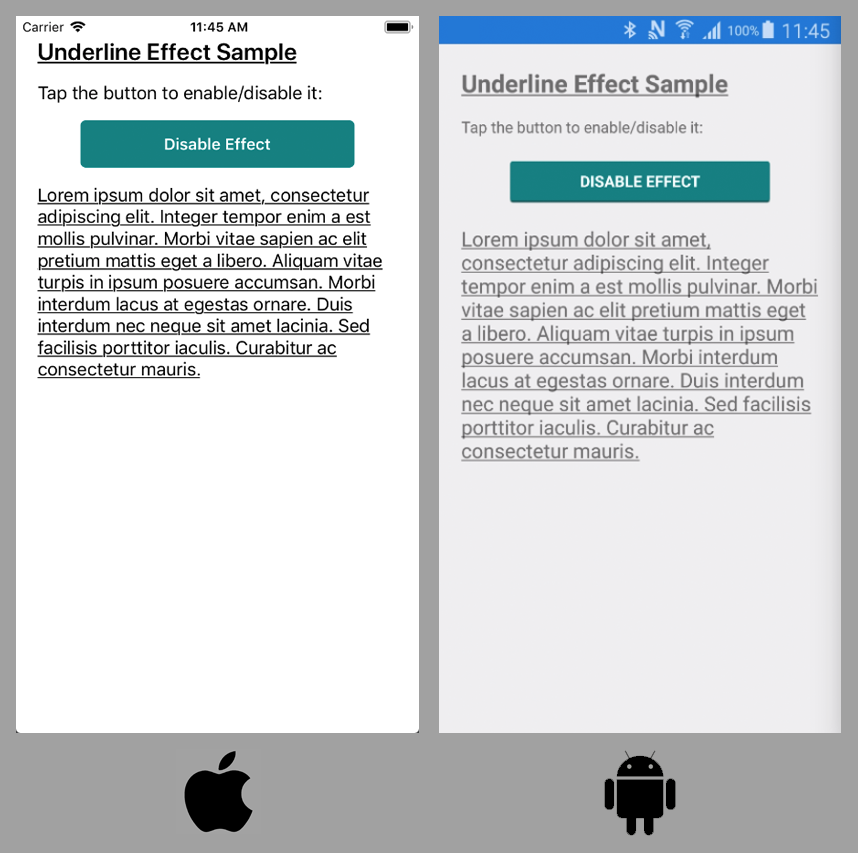 Carrier 11:45 AM
Underline Effect Sample
Tap the button to enable/disable it:
Disable Effect
Lorem ipsum dolor sit amet, consectetur
adipiscing elit. Integer tempor enim a est
mollis pulvinar. Morbi vitae sapien ac elit
pretium mattis eget a libero. Aliquam vitae
turpis in ipsum posuere accumsan. Morbi
interdum lacus at egestas ornare. Duis
interdum nec neque sit amet lacinia. Sed
facilisis porttitor iaculis. Curabitur ac
consectetur mauris.
100% 11:45
Underline Effect Sample
Tap the button to enable/disable it:
DISABLE EFFECT
Lorem ipsum dolor sit amet,
consectetur adipiscing elit. Integer
tempor enim a est mollis pulvinar. Morbi
vitae sapien ac elit pretium mattis eget
a libero. Aliquam vitae turpis in ipsum
posuere accumsan. Morbi interdum
lacus at egestas ornare. Duis interdum
nec neque sit amet lacinia. Sed facilisis
porttitor iaculis. Curabitur ac
consectetur mauris.